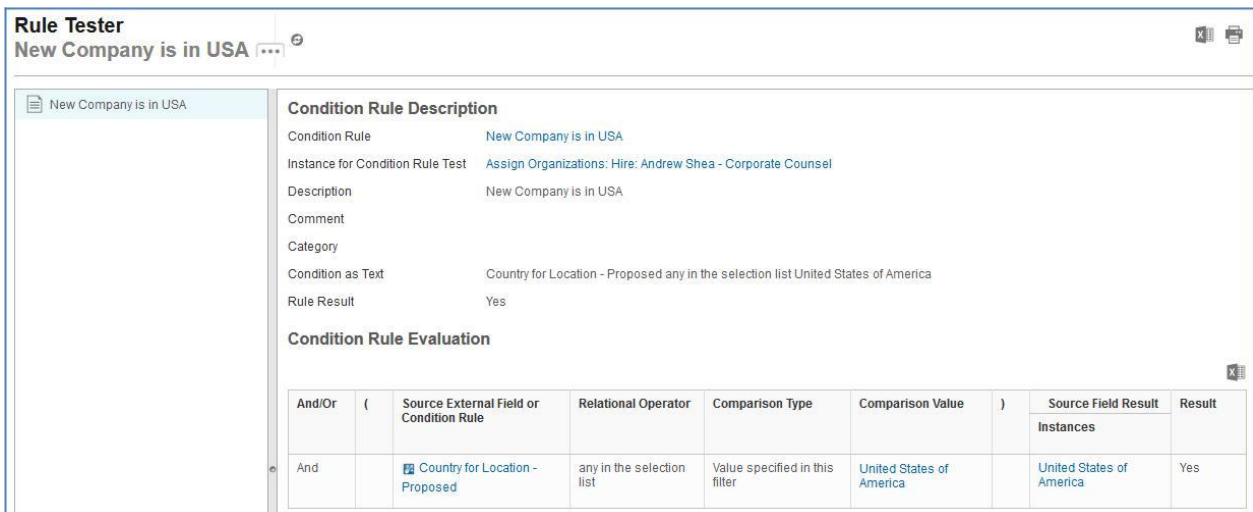 Rule Tester
New Company is in USA
New Company is in USA
Condition Rule Description
Condition Rule New Company is in USA
Instance for Condition Rule Test Assign Organizations: Hire: Andrew Shea - Corporate Counsel
Description New Company is in USA
Comment
Category
Condition as Text Country for Location - Proposed any in the selection list United States of America
Rule Result Yes
Condition Rule Evaluation
And/Or ( Source External Field or Condition Rule Relational Operator Comparison Type Comparison Value ) Source Field Result Result
Instances
And Country for Location - Proposed any in the selection list Value specified in this filter United States of America United States of America Yes